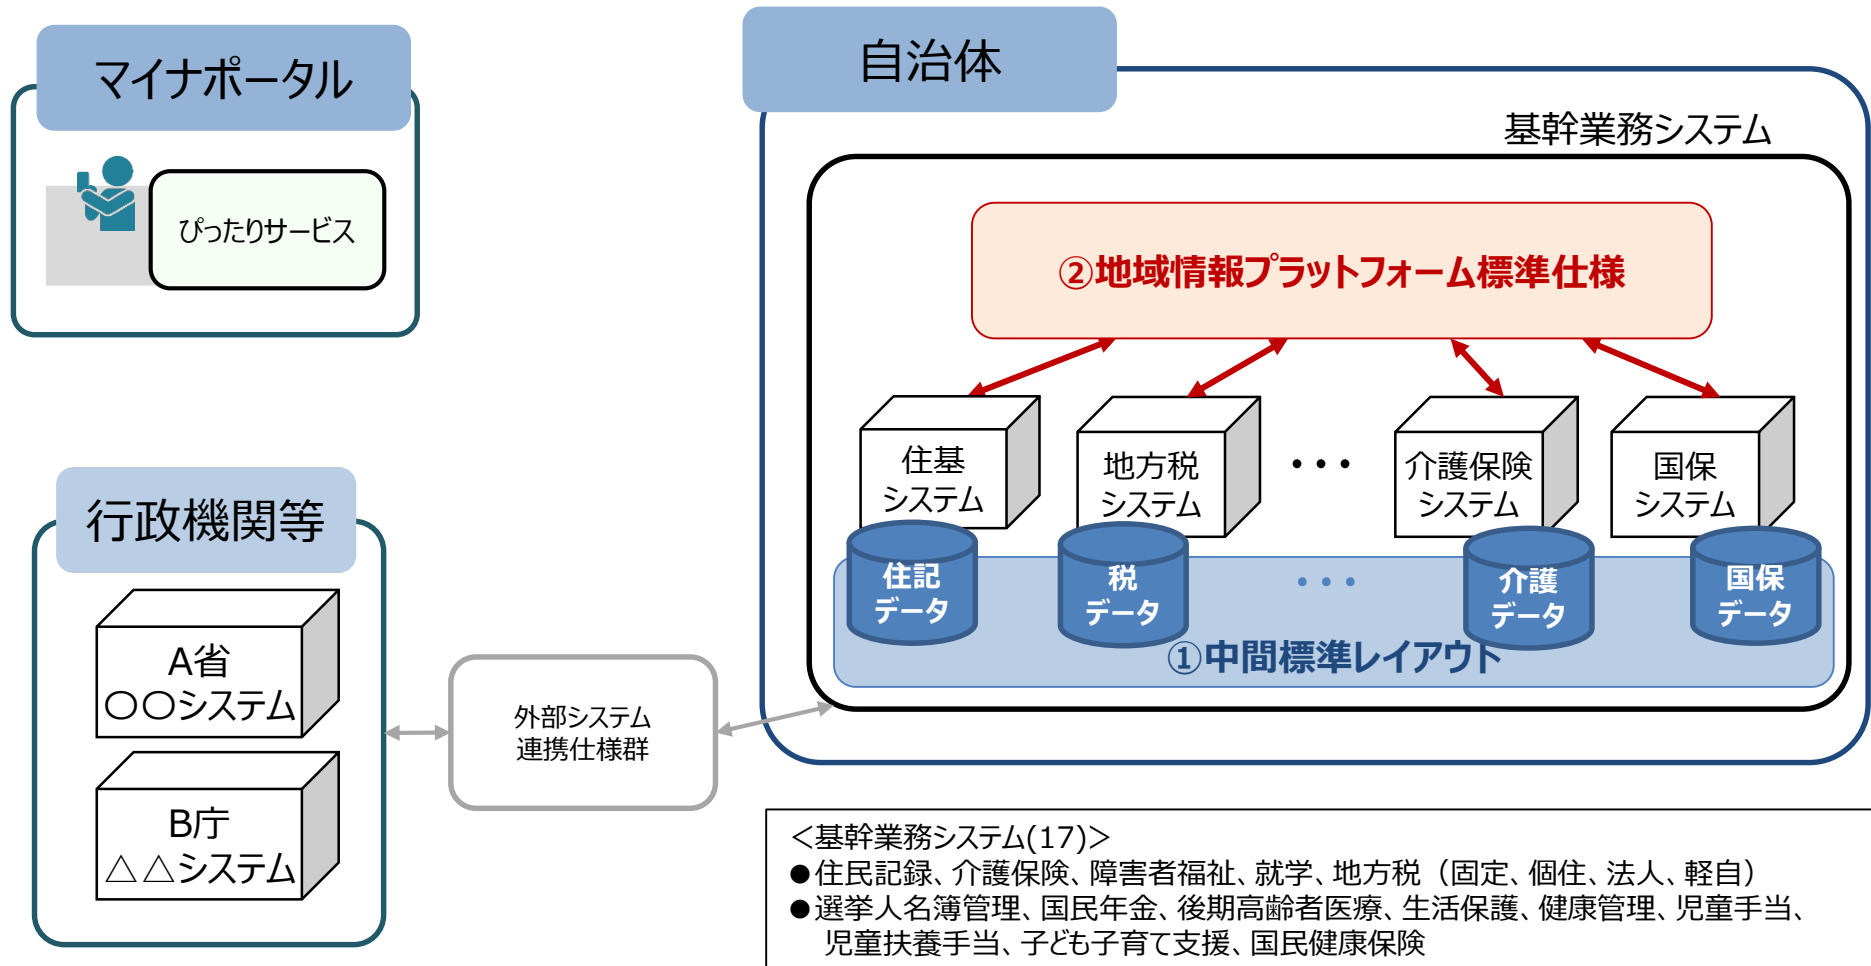 マイナポータル
ぴったりサービス
行政機関等
A省
〇〇システム
B庁
△△システム
外部システム
連携仕様群
自治体
基幹業務システム
②地域情報プラットフォーム標準仕様
住基
システム
地方税
システム
・・・
介護保険
システム
国保
システム
住記
データ
税
データ
・・・
介護
データ
国保
データ
①中間標準レイアウト
＜基幹業務システム(17)＞
●住民記録、介護保険、障害者福祉、就学、地方税（固定、個住、法人、軽自）
●選挙人名簿管理、国民年金、後期高齢者医療、生活保護、健康管理、児童手当、
児童扶養手当、子ども子育て支援、国民健康保険